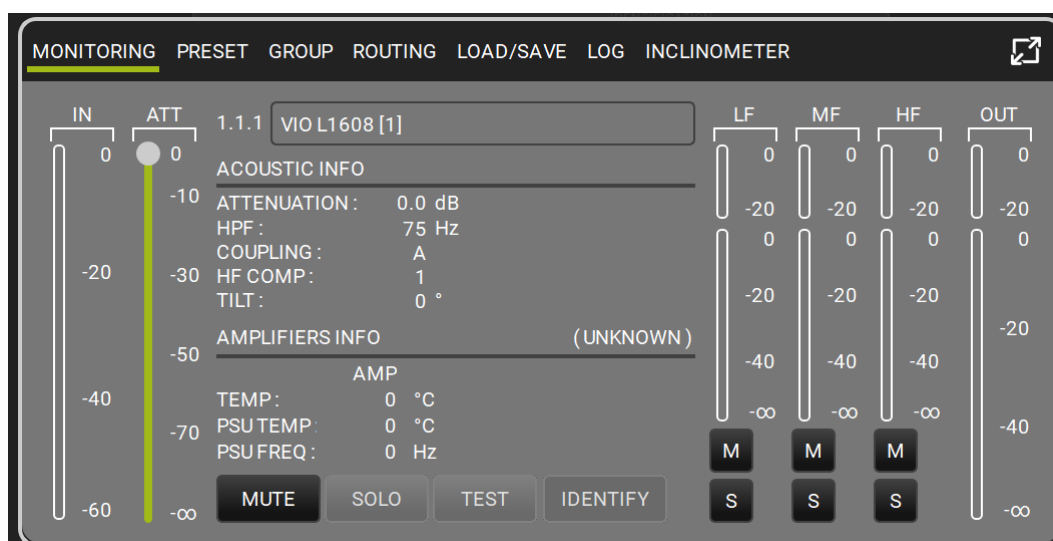 MONITORING PRESET GROUP ROUTING LOAD/SAVE LOG INCLINOMETER
IN ATT 1.1.1 VIO L1608 [1] LF MF HF OUT
0 0 0 0 0 0
ACOUSTIC INFO
-10 ATTENUATION : 0.0 dB -20 -20 -20 -20
HPF : 75 Hz
0 0 0 0
COUPLING : A
-20 -30 HF COMP : 1
TILT : 0 ° -20 -20 -20
AMPLIFIERS INFO ( UNKNOWN ) -20
-50 -40 -40 -40
AMP
-40 TEMP : 0 °C
-∞ -∞ -∞
-70 PSU TEMP : 0 °C -40
PSU FREQ : 0 Hz M M M
MUTE SOLO TEST IDENTIFY S S S
-60 -∞ -∞